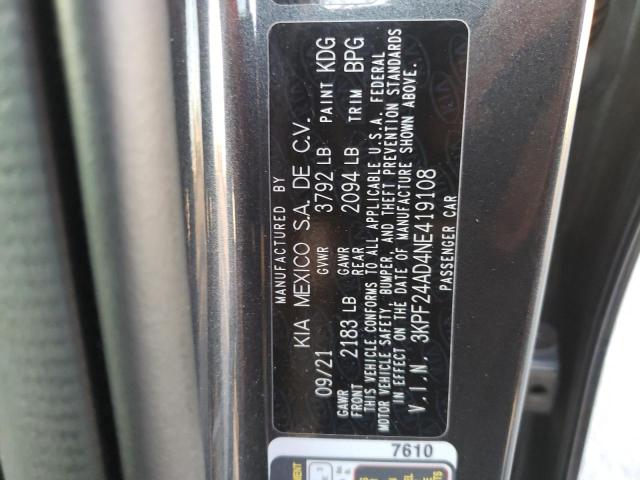 MANUFACTURED BY
KIA MEXICO S.A. DE C.V.
09/21 GVWR 3792 LB PAINT KDG
GAWR FRONT 2183 LB GAWR REAR 2094 LB TRIM BPG
THIS VEHICLE CONFORMS TO ALL APPLICABLE U.S.A. FEDERAL
MOTOR VEHICLE SAFETY, BUMPER, AND THEFT PREVENTION STANDARDS
IN EFFECT ON THE DATE OF MANUFACTURE SHOWN ABOVE.
V.I.N. 3KPF24AD4NE419108
PASSENGER CAR
7610